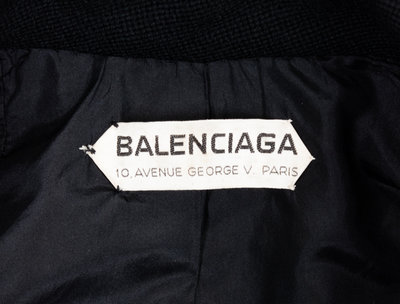 BALENCIAGA
10, AVENUE GEORGE V. PARIS